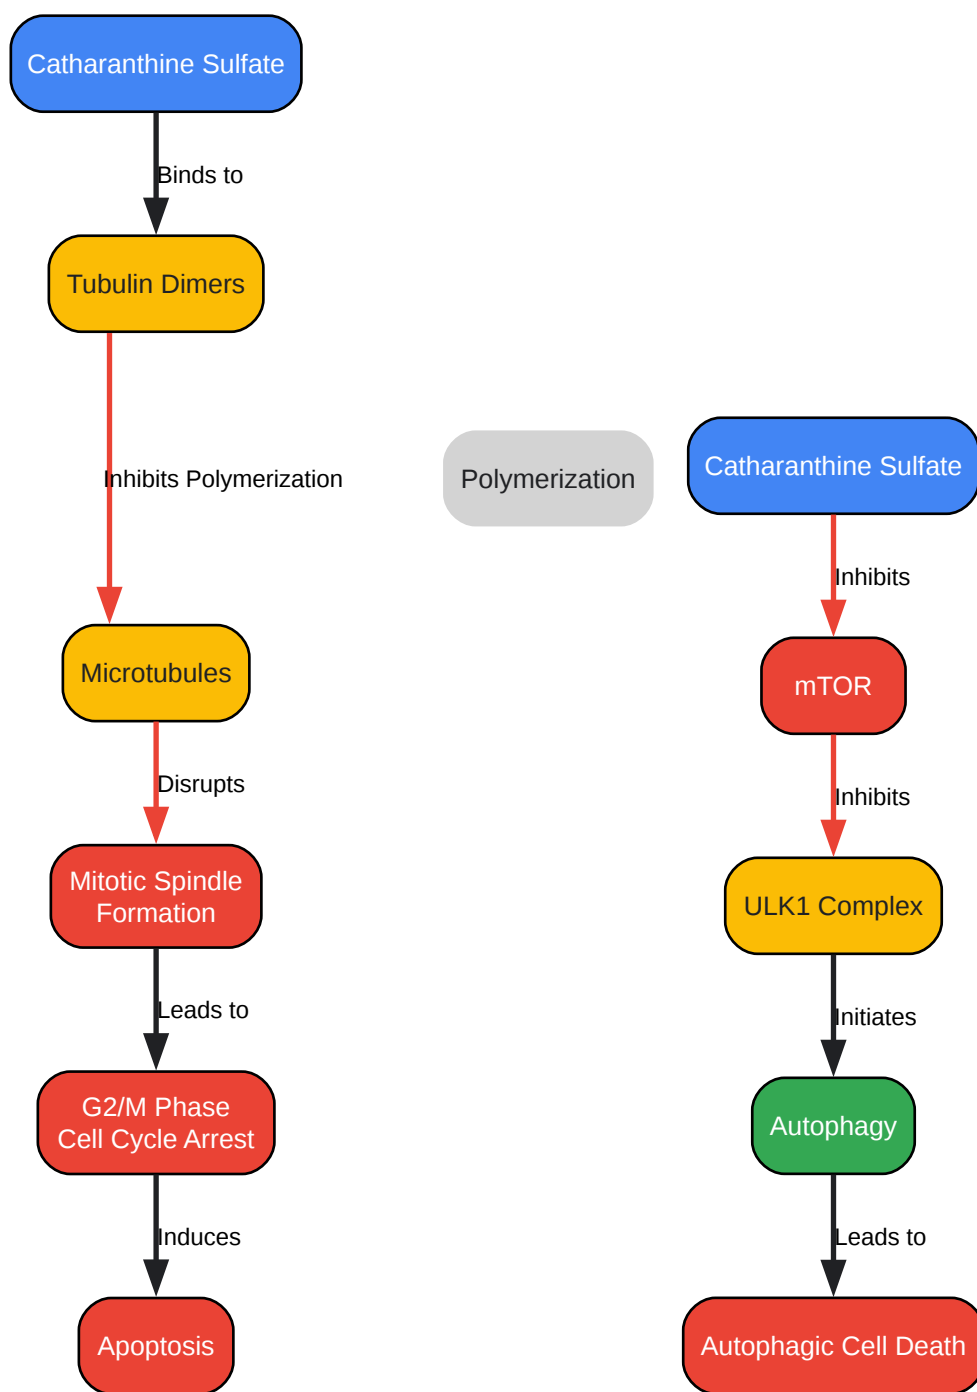 Catharanthine Sulfate
Binds to
Tubulin Dimers
Inhibits Polymerization
Microtubules
Disrupts
Mitotic Spindle
Formation
Leads to
G2/M Phase
Cell Cycle Arrest
Induces
Apoptosis
Polymerization
Catharanthine Sulfate
Inhibits
mTOR
Inhibits
ULK1 Complex
Initiates
Autophagy
Leads to
Autophagic Cell Death